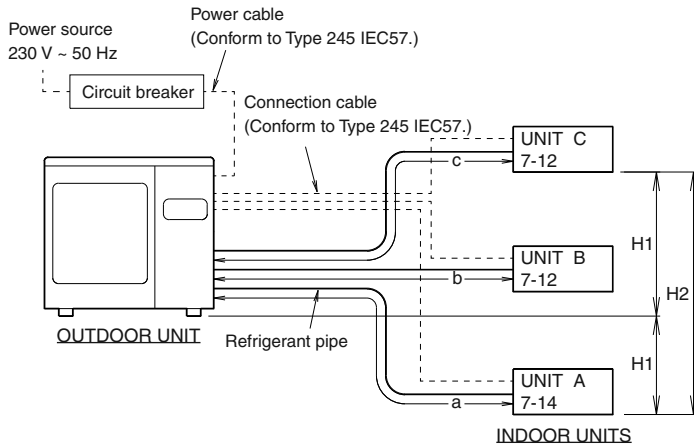 Power source
230 V ~ 50 Hz
Power cable
(Conform to Type 245 IEC57.)
Circuit breaker
Connection cable
(Conform to Type 245 IEC57.)
UNIT C
7-12
c
H1
H2
UNIT B
7-12
b
OUTDOOR UNIT
Refrigerant pipe
H1
UNIT A
7-14
a
INDOOR UNITS